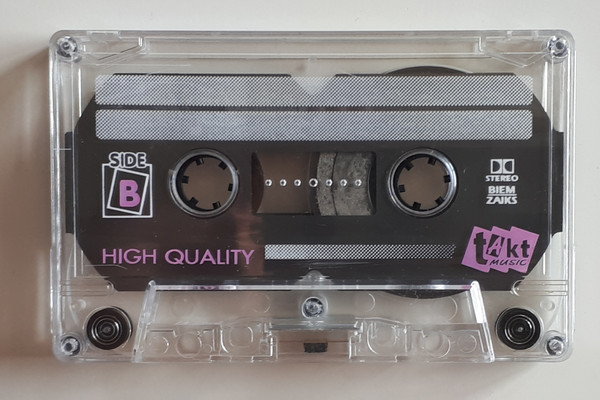 SIDE
B
STEREO
BIEM
ZAIKS
HIGH QUALITY
tAkt
MUSIC